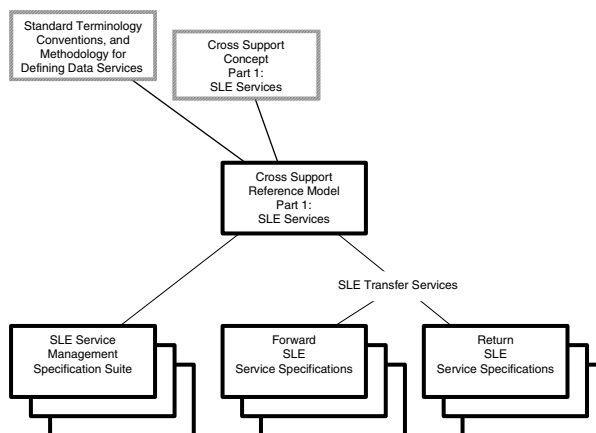 Standard Terminology
Conventions, and
Methodology for
Defining Data Services
Cross Support
Concept
Part 1:
SLE Services
Cross Support
Reference Model
Part 1:
SLE Services
SLE Transfer Services
SLE Service
Management
Specification Suite
Forward
SLE
Service Specifications
Return
SLE
Service Specifications